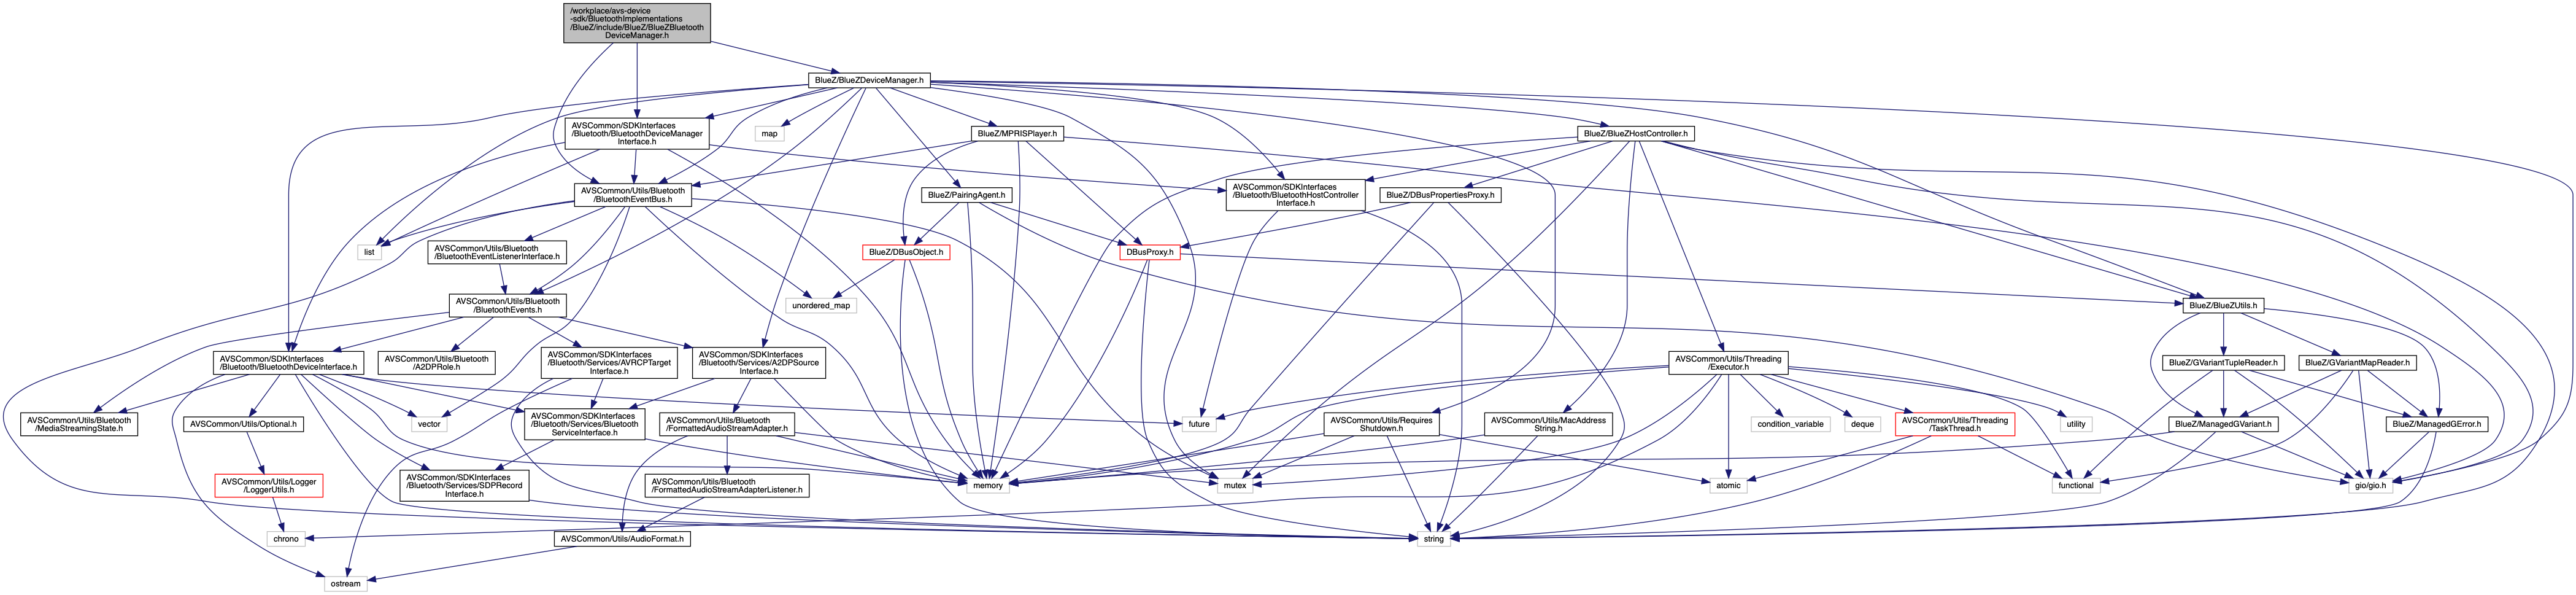 /workplace/avs-device
-sdk/BluetoothImplementations
/BlueZ/include/BlueZ/BlueZBluetooth
DeviceManager.h
BlueZ/BlueZDeviceManager.h
AVSCommon/SDKInterfaces
/Bluetooth/BluetoothDeviceManager
Interface.h
map
BlueZ/MPRISPlayer.h
BlueZ/BlueZHostController.h
AVSCommon/Utils/Bluetooth
/BluetoothEventBus.h
BlueZ/PairingAgent.h
AVSCommon/SDKInterfaces
/Bluetooth/BluetoothHostController
Interface.h
BlueZ/DBusPropertiesProxy.h
list
AVSCommon/Utils/Bluetooth
/BluetoothEventListenerInterface.h
BlueZ/DBusObject.h
DBusProxy.h
AVSCommon/Utils/Bluetooth
/BluetoothEvents.h
unordered_map
BlueZ/BlueZUtils.h
AVSCommon/SDKInterfaces
/Bluetooth/BluetoothDeviceInterface.h
AVSCommon/Utils/Bluetooth
/A2DPRole.h
AVSCommon/SDKInterfaces
/Bluetooth/Services/AVRCPTarget
Interface.h
AVSCommon/SDKInterfaces
/Bluetooth/Services/A2DPSource
Interface.h
AVSCommon/Utils/Threading
/Executor.h
BlueZ/GVariantTupleReader.h
BlueZ/GVariantMapReader.h
AVSCommon/Utils/Bluetooth
/MediaStreamingState.h
AVSCommon/Utils/Optional.h
vector
AVSCommon/SDKInterfaces
/Bluetooth/Services/Bluetooth
ServiceInterface.h
AVSCommon/Utils/Bluetooth
/FormattedAudioStreamAdapter.h
future
AVSCommon/Utils/Requires
Shutdown.h
AVSCommon/Utils/MacAddress
String.h
condition_variable
deque
AVSCommon/Utils/Threading
/TaskThread.h
utility
BlueZ/ManagedGVariant.h
BlueZ/ManagedGError.h
AVSCommon/Utils/Logger
/LoggerUtils.h
AVSCommon/SDKInterfaces
/Bluetooth/Services/SDPRecord
Interface.h
AVSCommon/Utils/Bluetooth
/FormattedAudioStreamAdapterListener.h
memory
mutex
atomic
functional
gio/gio.h
chrono
AVSCommon/Utils/AudioFormat.h
string
ostream